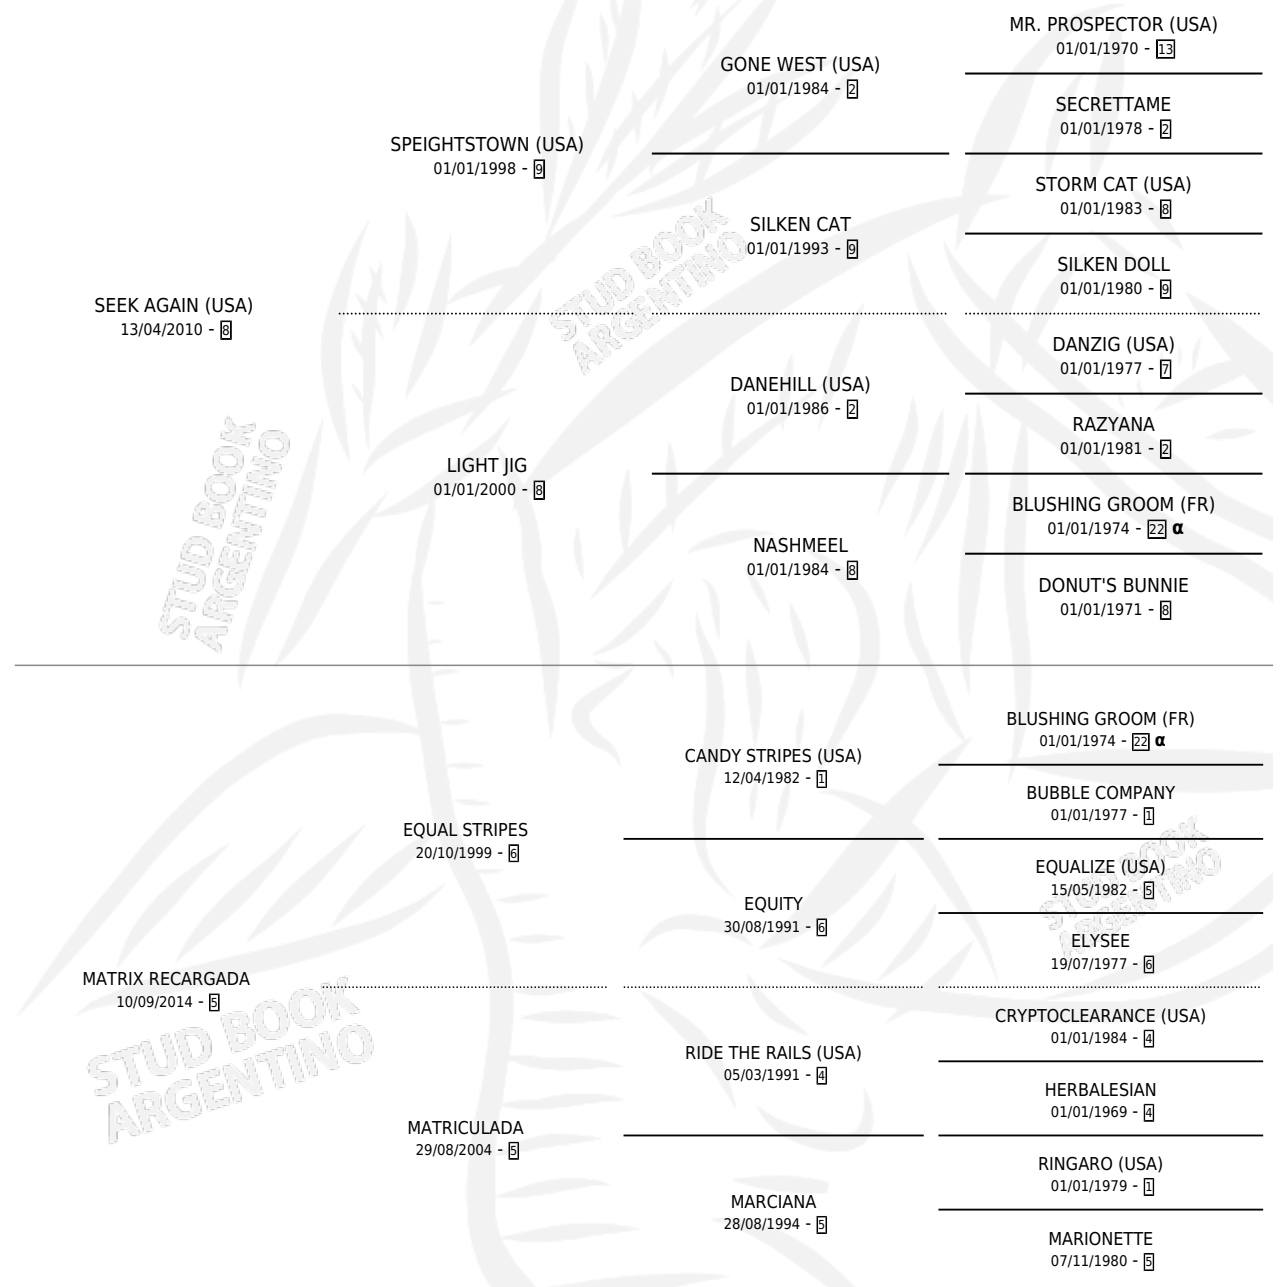 MR. PROSPECTOR (USA)
01/01/1970 - 13
GONE WEST (USA)
01/01/1984 - 2
SECRETTAME
01/01/1978 - 2
SPEIGHTSTOWN (USA)
01/01/1998 - 9
STORM CAT (USA)
01/01/1983 - 8
SILKEN CAT
01/01/1993 - 9
SILKEN DOLL
01/01/1980 - 9
SEEK AGAIN (USA)
13/04/2010 - 8
DANZIG (USA)
01/01/1977 - 7
DANEHILL (USA)
01/01/1986 - 2
RAZYANA
01/01/1981 - 2
LIGHT JIG
01/01/2000 - 8
BLUSHING GROOM (FR)
01/01/1974 - 22 α
NASHMEEL
01/01/1984 - 8
DONUT'S BUNNIE
01/01/1971 - 8
BLUSHING GROOM (FR)
01/01/1974 - 22 α
CANDY STRIPES (USA)
12/04/1982 - 1
BUBBLE COMPANY
01/01/1977 - 1
EQUAL STRIPES
20/10/1999 - 6
EQUALIZE (USA)
15/05/1982 - 5
EQUITY
30/08/1991 - 6
ELYSEE
19/07/1977 - 6
MATRIX RECARGADA
10/09/2014 - 5
CRYPTOCLEARANCE (USA)
01/01/1984 - 4
RIDE THE RAILS (USA)
05/03/1991 - 4
HERBALESIAN
01/01/1969 - 4
MATRICULADA
29/08/2004 - 5
RINGARO (USA)
01/01/1979 - 1
MARCIANA
28/08/1994 - 5
MARIONETTE
07/11/1980 - 5
STUD BOOK
ARGENTINO
STUD BOOK
ARGENTINO
STUD BOOK
ARGENTINO
STUD BOOK
ARGENTINO